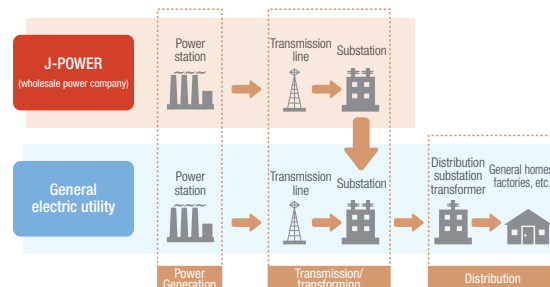 J-POWER
(wholesale power company)
Power
station
Transmission
line
Substation
General
electric utility
Power
station
Transmission
line
Substation
Distribution
substation
transformer
General homes,
factories, etc.
Power
Generation
Transmission/
transforming
Distribution